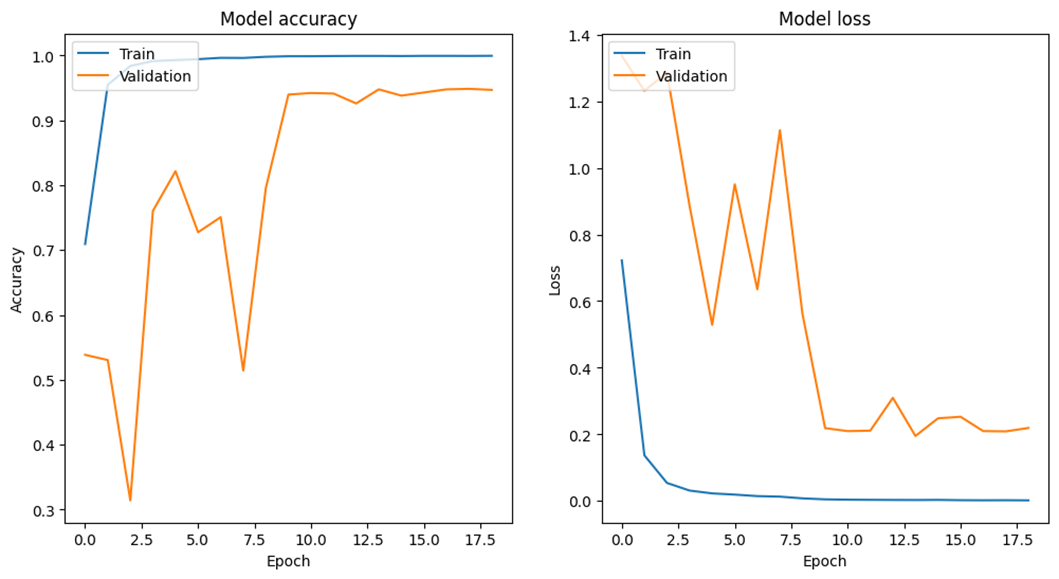 Model accuracy
Train
Validation
1.0
0.9
0.8
0.7
0.6
0.5
0.4
0.3
Accuracy
0.0 2.5 5.0 7.5 10.0 12.5 15.0 17.5
Epoch
Model loss
Train
Validation
1.4
1.2
1.0
0.8
0.6
0.4
0.2
0.0
Loss
0.0 2.5 5.0 7.5 10.0 12.5 15.0 17.5
Epoch